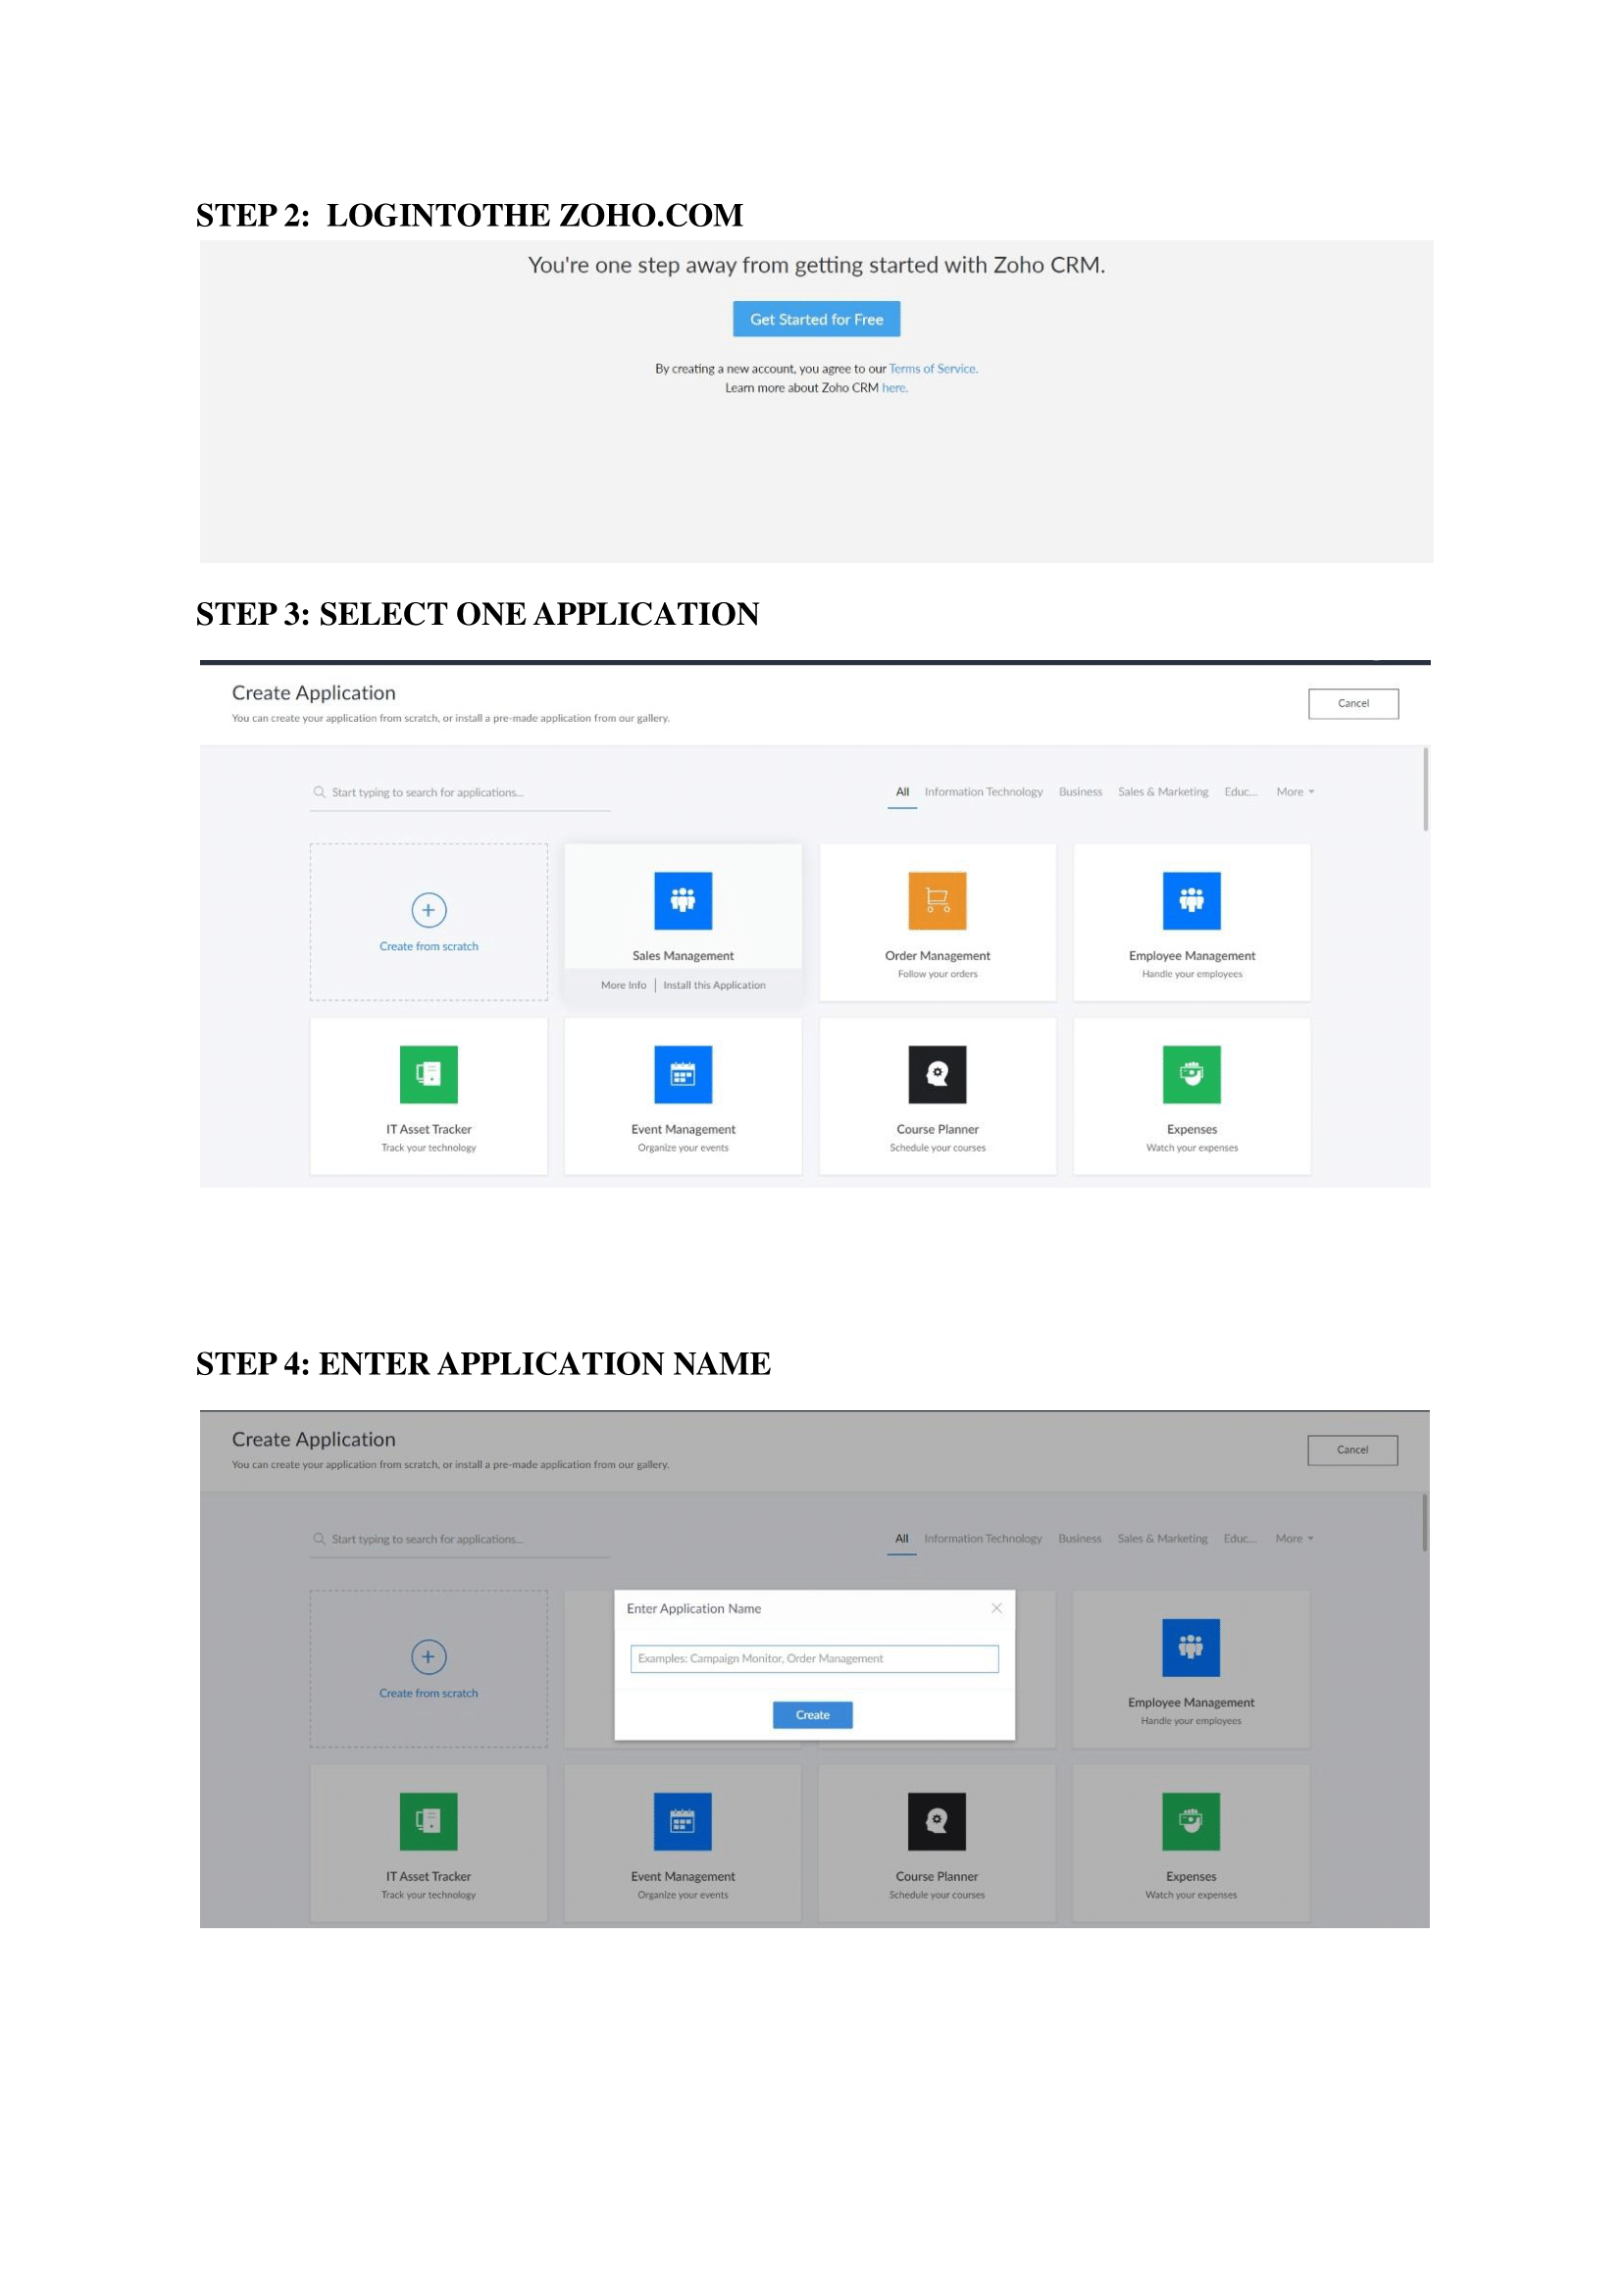 STEP 2: LOGINTOTHE ZOHO.COM
You're one step away from getting started with Zoho CRM.
Get Started for Free
By creating a new account, you agree to our Terms of Service.
Learn more about Zoho CRM here.
STEP 3: SELECT ONE APPLICATION
Create Application
You can create your application from scratch, or install a pre-made application from our gallery.
Cancel
Start typing to search for applications...
All Information Technology Business Sales & Marketing Educ... More
Create from scratch
Sales Management
More Info | Install this Application
Order Management
Follow your orders
Employee Management
Handle your employees
IT Asset Tracker
Track your technology
Event Management
Organize your events
Course Planner
Schedule your courses
Expenses
Watch your expenses
STEP 4: ENTER APPLICATION NAME
Create Application
You can create your application from scratch, or install a pre-made application from our gallery.
Cancel
Start typing to search for applications...
All Information Technology Business Sales & Marketing Educ... More
Enter Application Name
Examples: Campaign Monitor, Order Management
Create
Create from scratch
Employee Management
Handle your employees
IT Asset Tracker
Track your technology
Event Management
Organize your events
Course Planner
Schedule your courses
Expenses
Watch your expenses